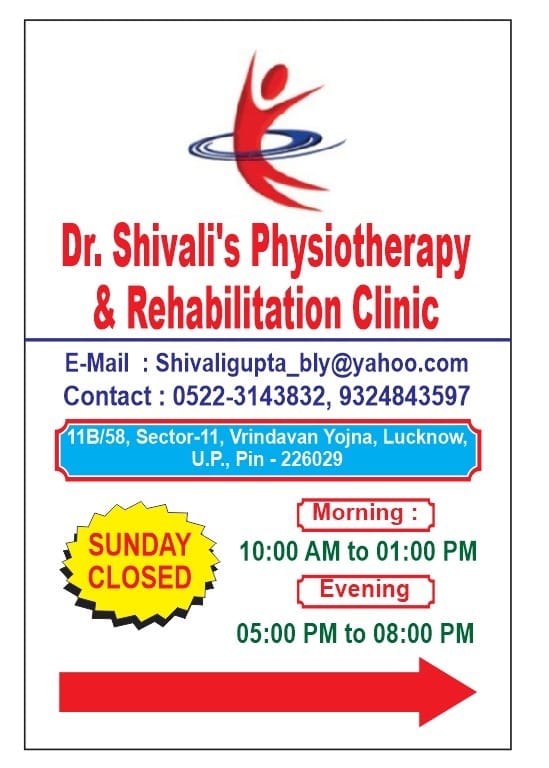 Dr. Shivali's Physiotherapy
& Rehabilitation Clinic
E-Mail : Shivaligupta_bly@yahoo.com
Contact : 0522-3143832, 9324843597
11B/58, Sector-11, Vrindavan Yojna, Lucknow,
U.P., Pin - 226029
SUNDAY
CLOSED
Morning :
10:00 AM to 01:00 PM
Evening
05:00 PM to 08:00 PM